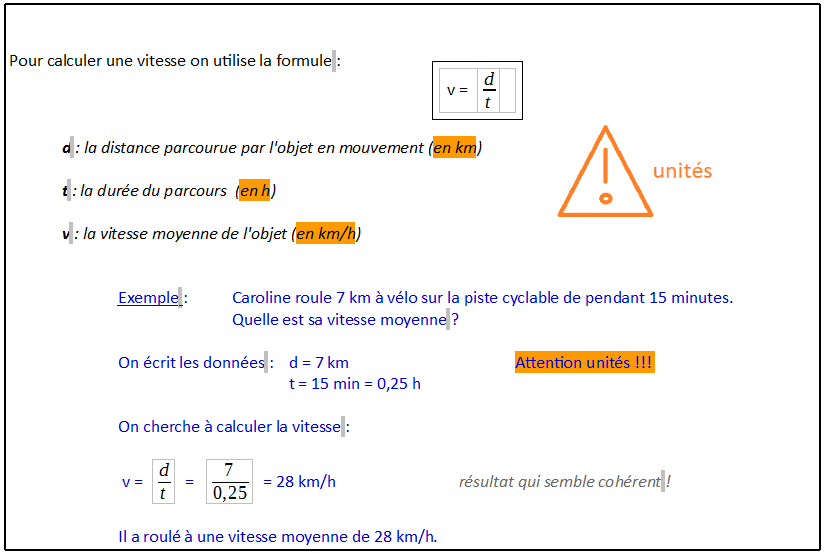 Pour calculer une vitesse on utilise la formule :
v = d/t
d : la distance parcourue par l'objet en mouvement (en km)
unités
t : la durée du parcours (en h)
v : la vitesse moyenne de l'objet (en km/h)
Exemple : Caroline roule 7 km à vélo sur la piste cyclable de pendant 15 minutes.
Quelle est sa vitesse moyenne ?
On écrit les données : d = 7 km Attention unités !!!
t = 15 min = 0,25 h
On cherche à calculer la vitesse :
v = d/t = 7/0,25 = 28 km/h résultat qui semble cohérent !
Il a roulé à une vitesse moyenne de 28 km/h.